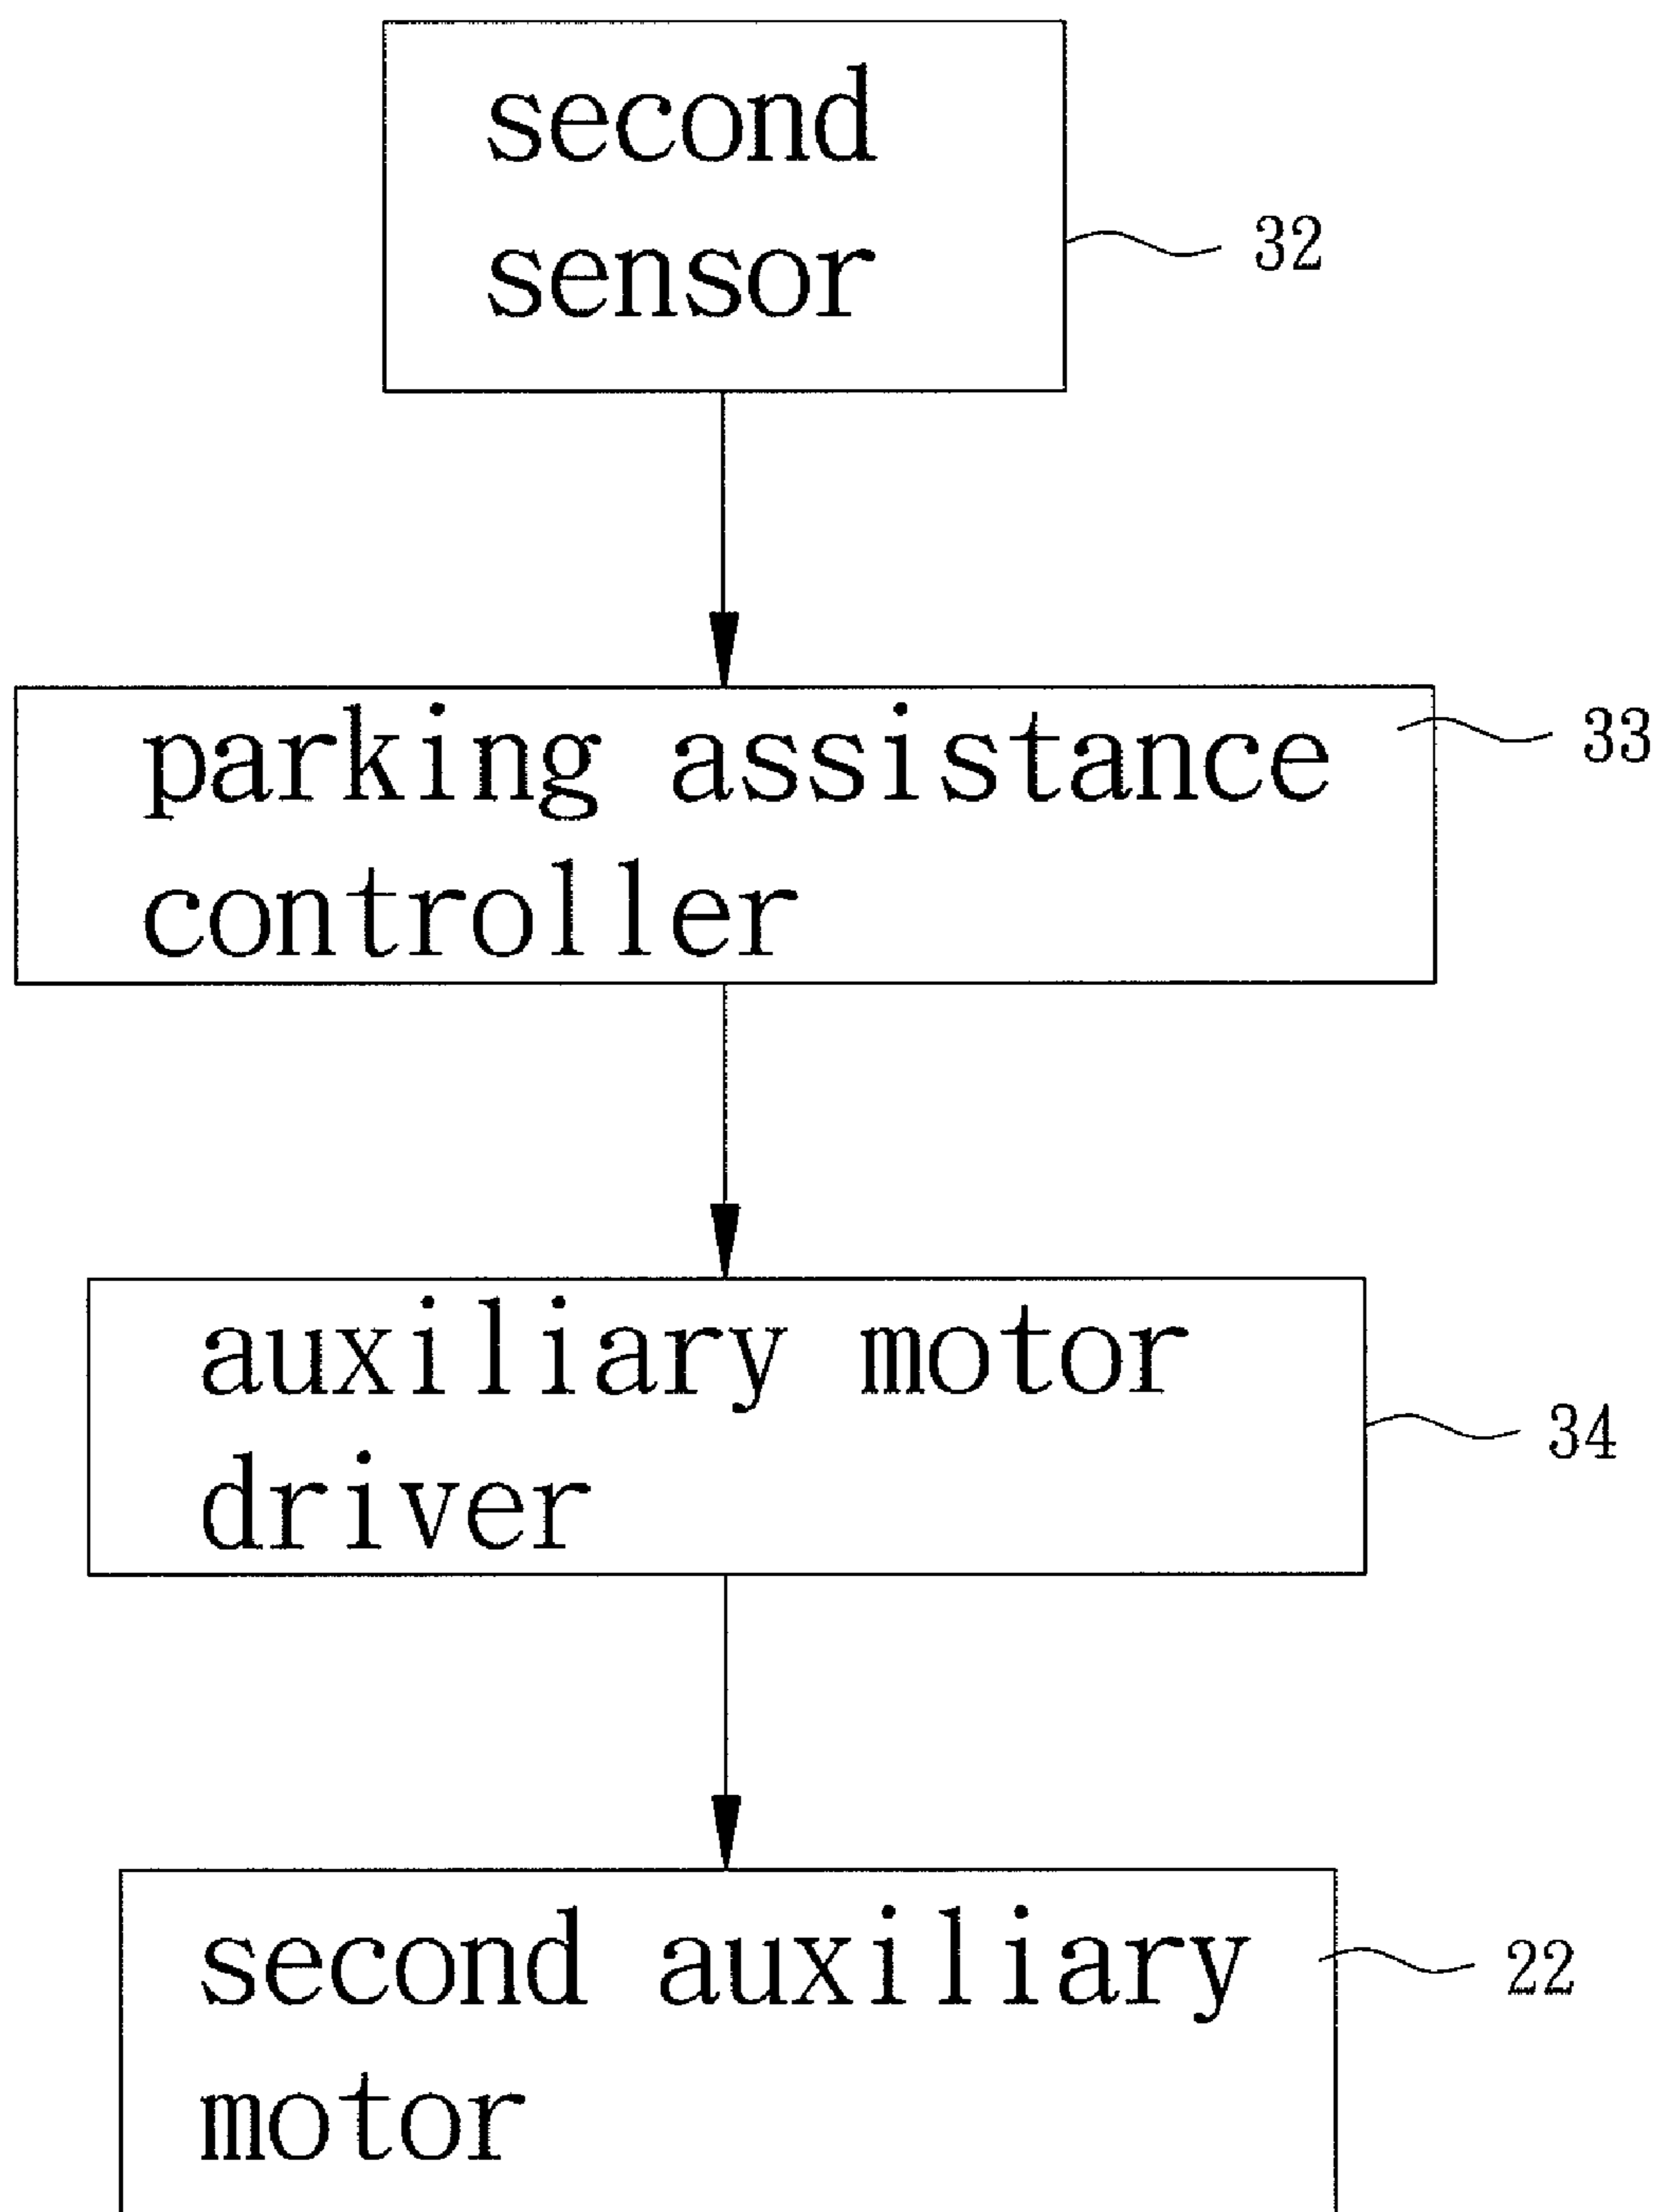 second
sensor
32
parking assistance
controller
33
auxiliary motor
driver
34
second auxiliary
motor
22